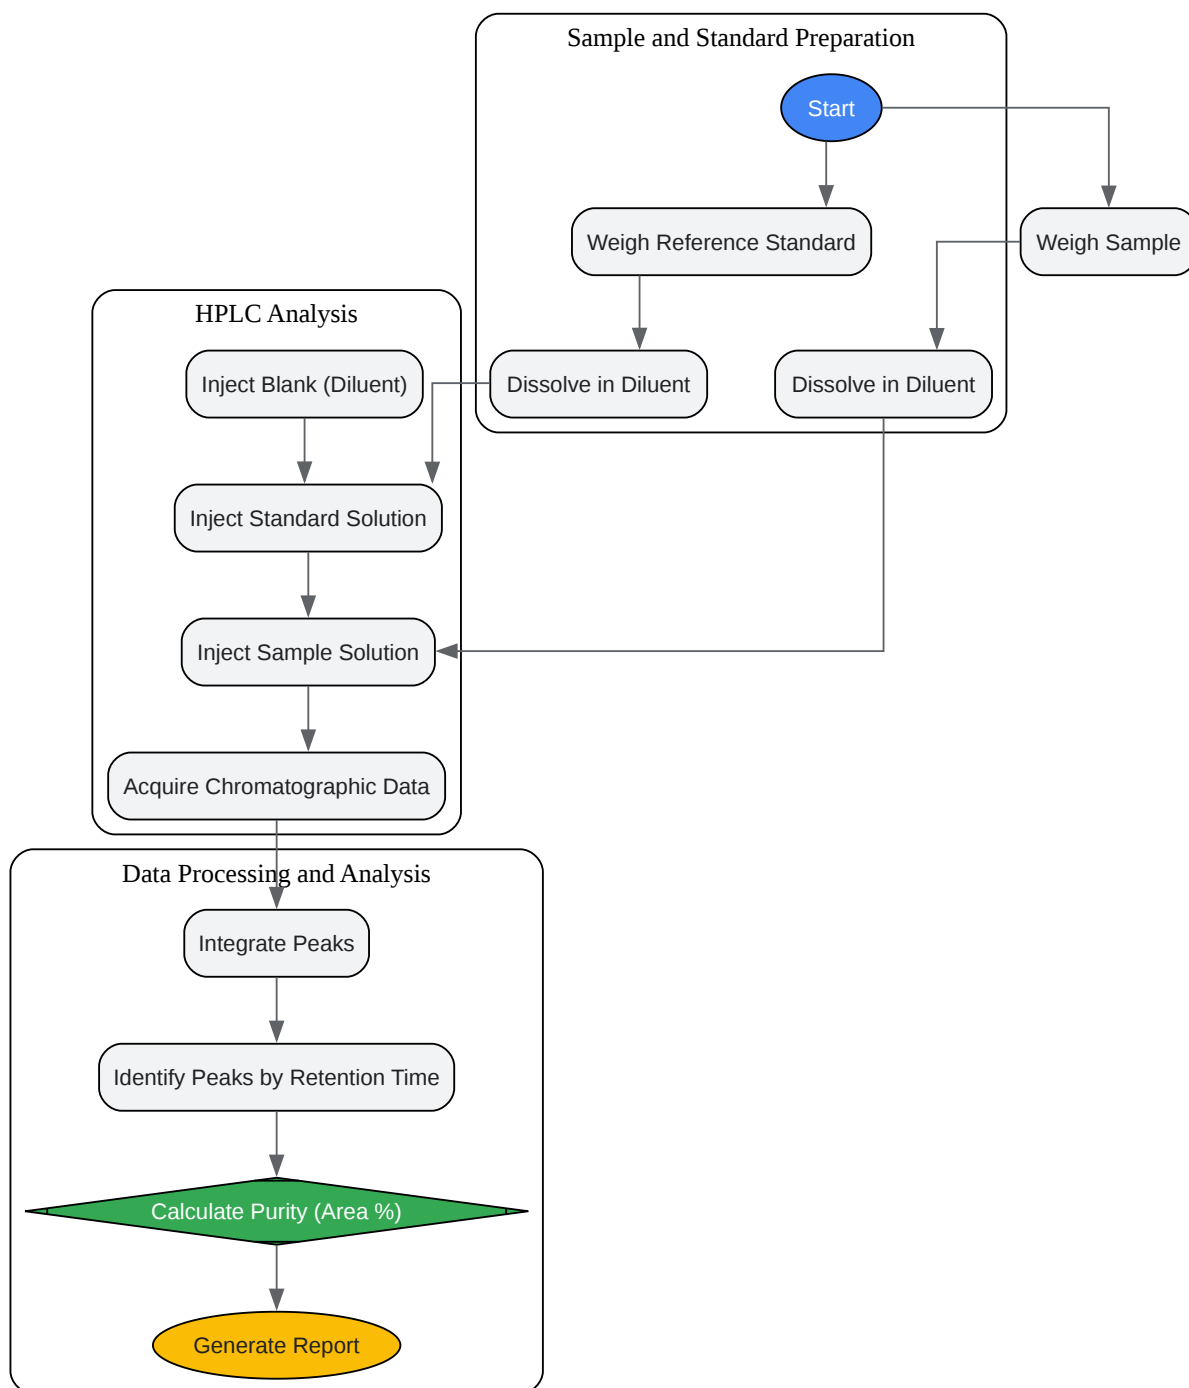 Sample and Standard Preparation
Start
Weigh Reference Standard
Weigh Sample
Dissolve in Diluent
Dissolve in Diluent
HPLC Analysis
Inject Blank (Diluent)
Inject Standard Solution
Inject Sample Solution
Acquire Chromatographic Data
Data Processing and Analysis
Integrate Peaks
Identify Peaks by Retention Time
Calculate Purity (Area %)
Generate Report